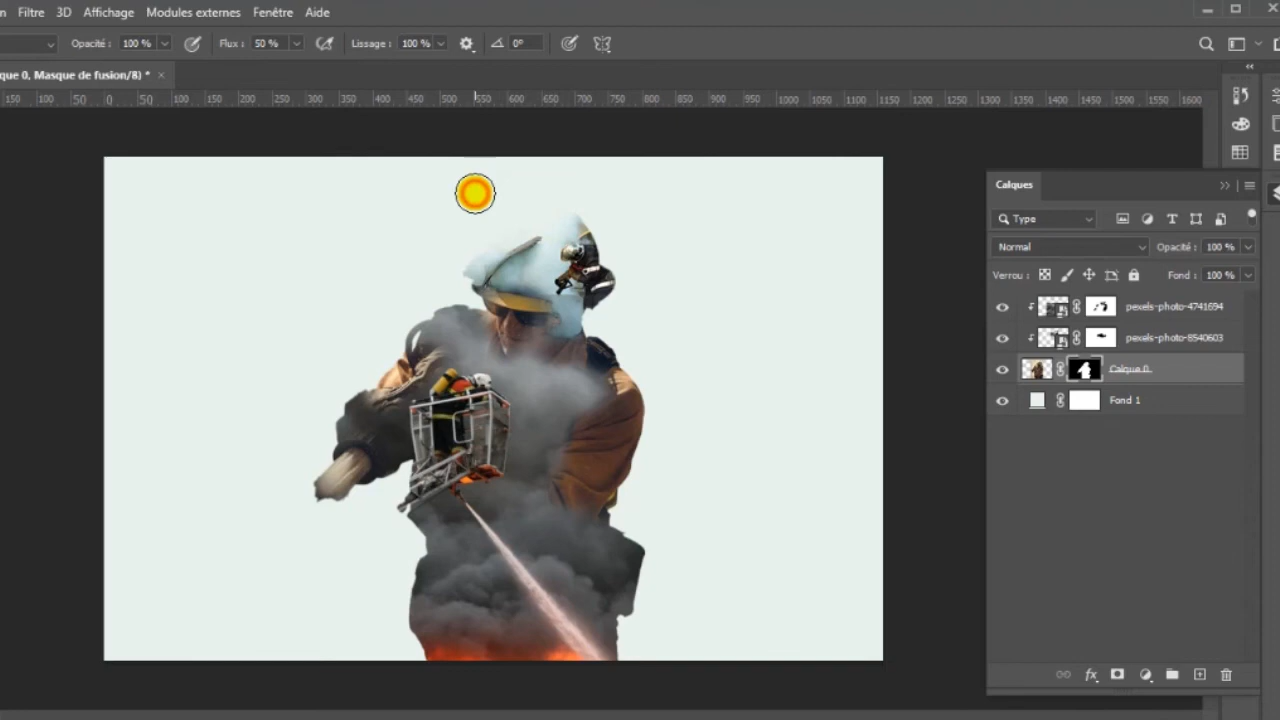 n Filtre 3D Affichage Modules externes Fenêtre Aide
Opacité : 100 % Flux : 50 % Lissage : 100 % 0°
que 0, Masque de fusion/8) * ×
150 100 50 0 50 100 150 200 250 300 350 400 450 500 550 600 650 700 750 800 850 900 950 1000 1050 1100 1150 1200 1250 1300 1350 1400 1450 1500 1550 1600
Calques
Type
Normal Opacité : 100 %
Verrou : Fond : 100 %
pexels-photo-4741694
pexels-photo-8540603
Calque 0
Fond 1
fx